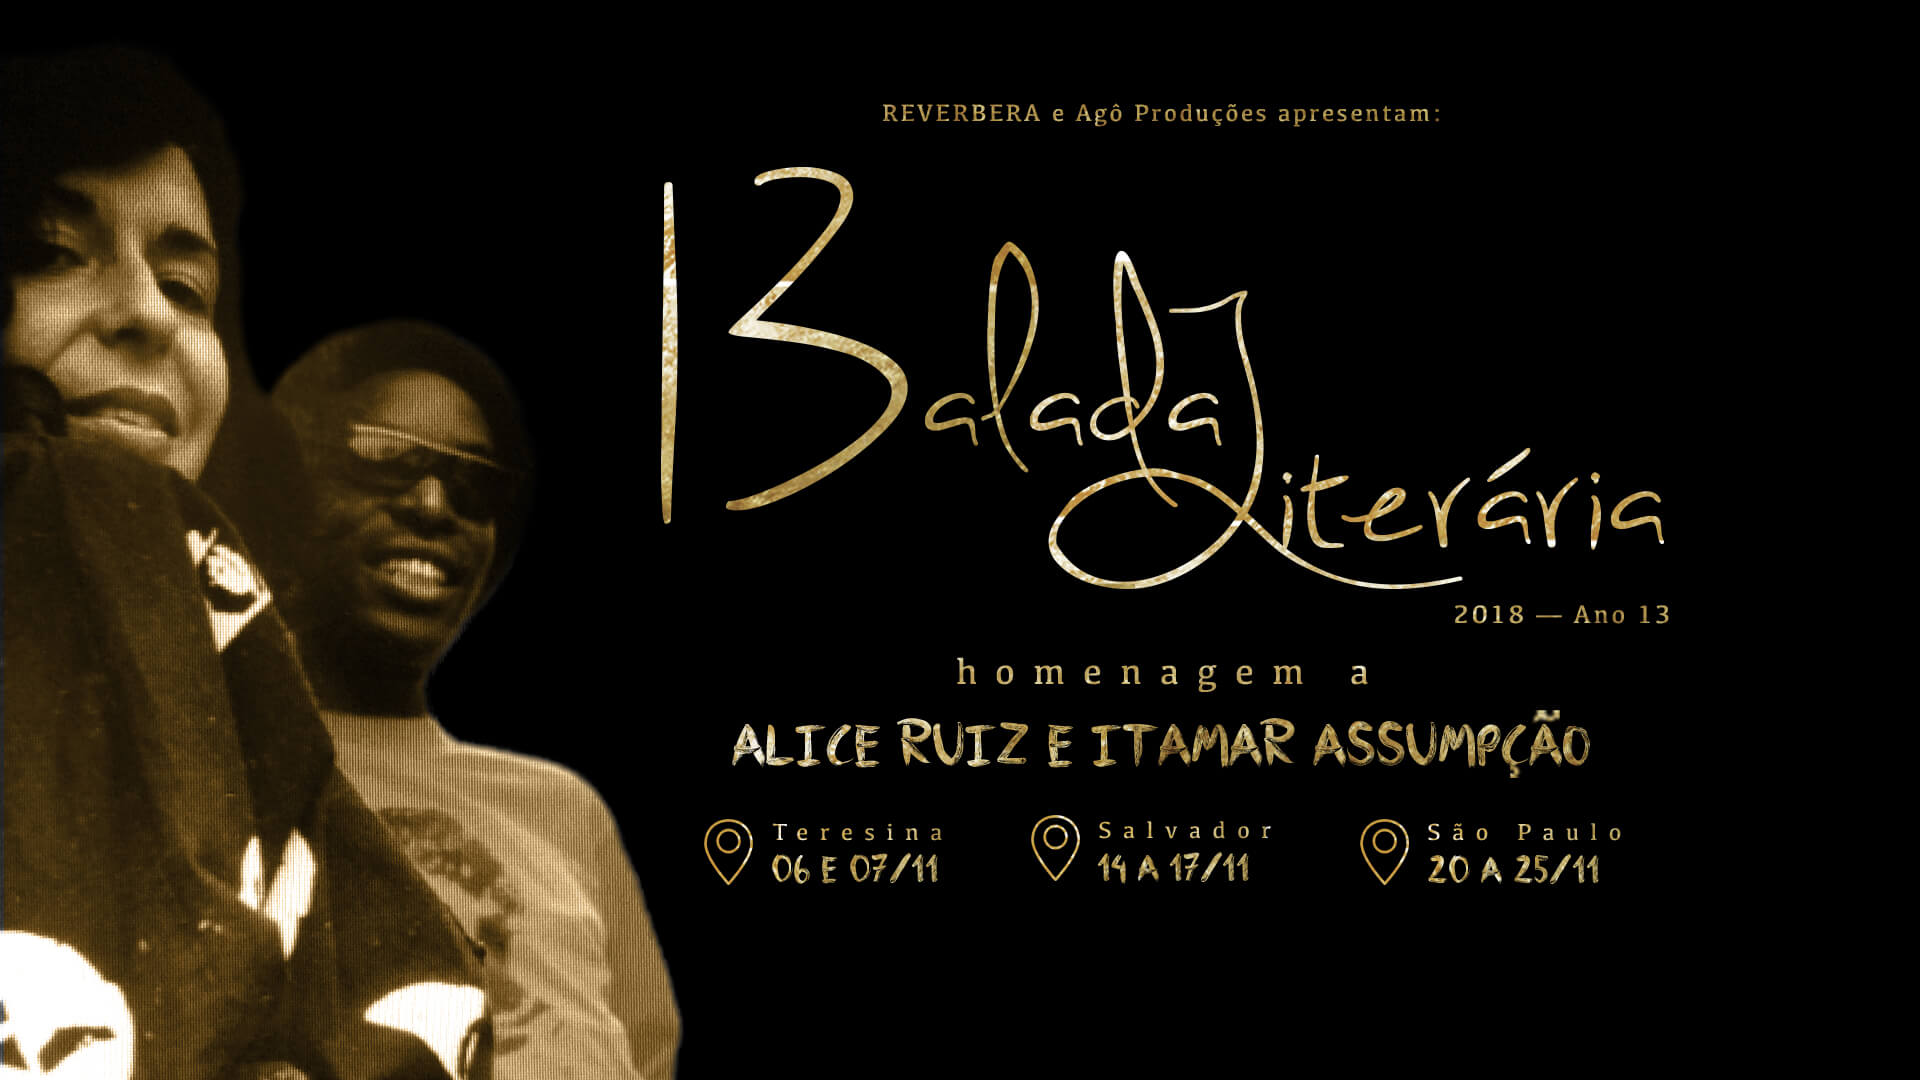 REVERBERA e Agô Produções apresentam:
Balada
Literária
2018 — Ano 13
homenagem a
ALICE RUIZ E ITAMAR ASSUMPÇÃO
Teresina
06 E 07/11
Salvador
14 A 17/11
São Paulo
20 A 25/11